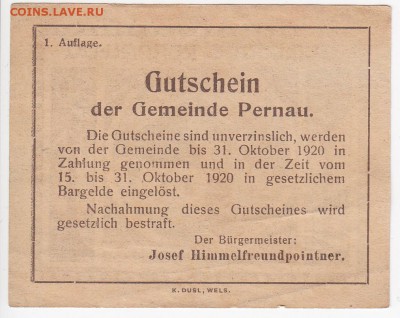 COINS.LAVE.RU
1. Auflage.
Gutschein
der Gemeinde Pernau.
Die Gutscheine sind unverzinslich, werden
von der Gemeinde bis 31. Oktober 1920 in
Zahlung genommen und in der Zeit vom
15. bis 31. Oktober 1920 in gesetzlichem
Bargelde eingelöst.
Nachahmung dieses Gutscheines wird
gesetzlich bestraft.
Der Bürgermeister:
Josef Himmelfreundpointner.
K. DUSL, WELS.